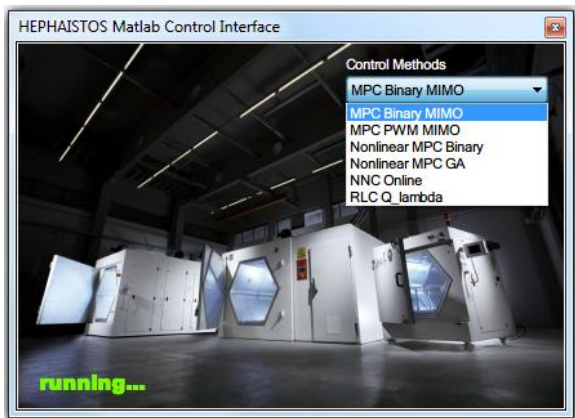 HEPHAISTOS Matlab Control Interface
Control Methods
MPC Binary MIMO
MPC Binary MIMO
MPC PWM MIMO
Nonlinear MPC Binary
Nonlinear MPC GA
NNC Online
RLC Q_lambda
running...